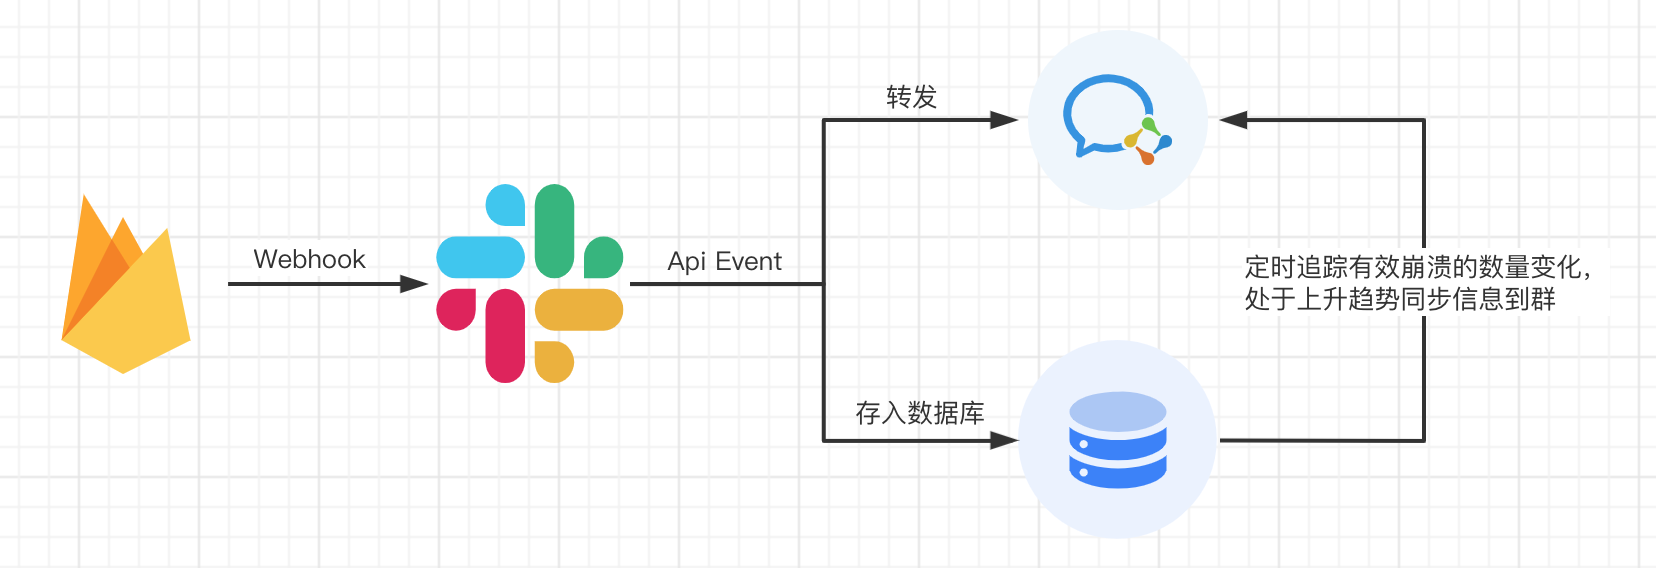 转发
Webhook
Api Event
定时追踪有效崩溃的数量变化，
处于上升趋势同步信息到群
存入数据库